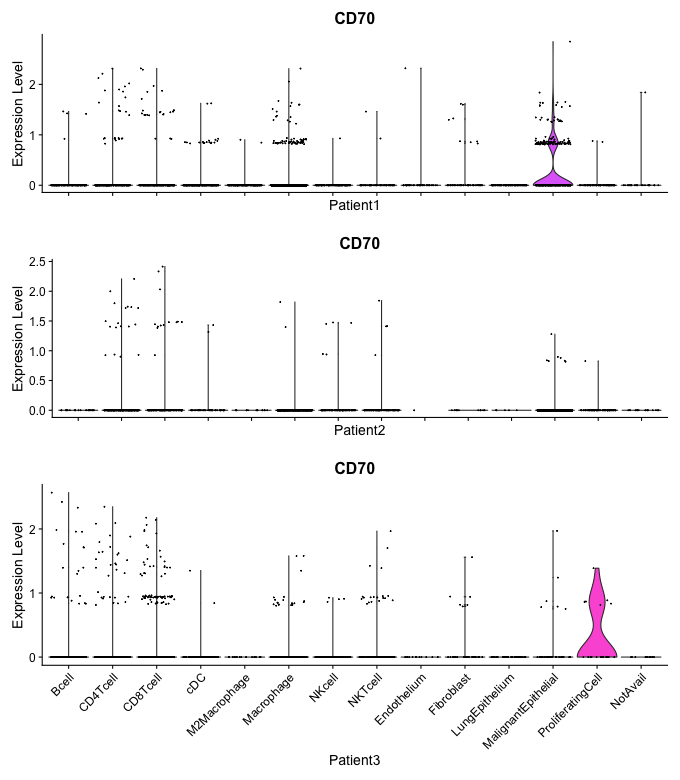 CD70
Expression Level
2
1
0
Patient1
CD70
Expression Level
2.5
2.0
1.5
1.0
0.5
0.0
Patient2
CD70
Expression Level
2
1
0
Bcell
CD4Tcell
CD8Tcell
cDC
M2Macrophage
Macrophage
NKcell
NKTcell
Endothelium
Fibroblast
LungEpithelium
MalignantEpithelial
ProliferatingCell
NotAvail
Patient3